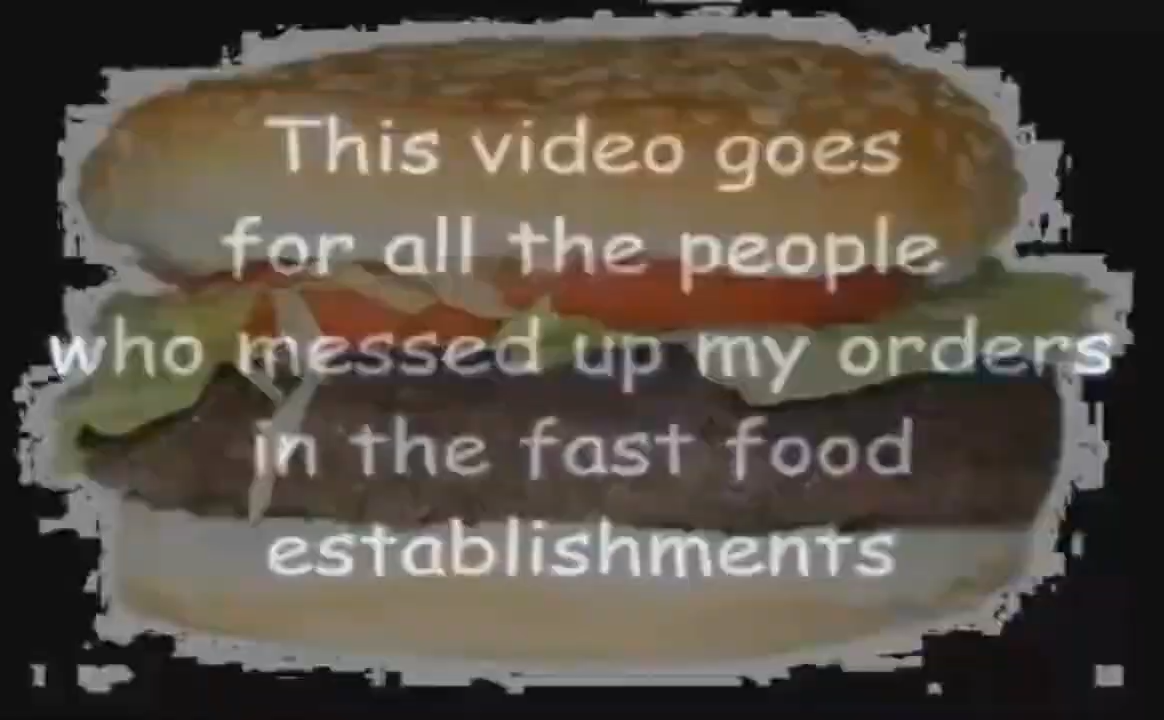 This video goes
for all the people
who messed up my orders
in the fast food
establishments